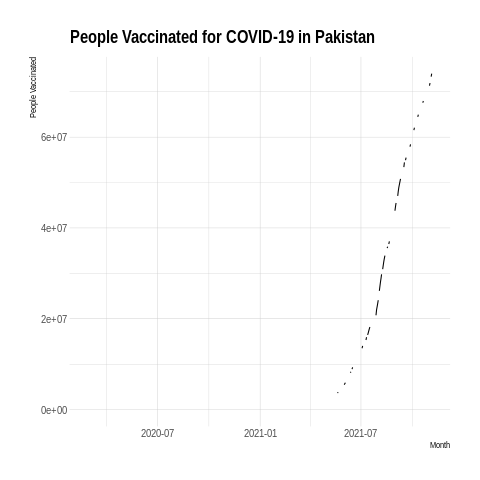 People Vaccinated for COVID-19 in Pakistan
People Vaccinated
6e+07
4e+07
2e+07
0e+00
2020-07 2021-01 2021-07
Month